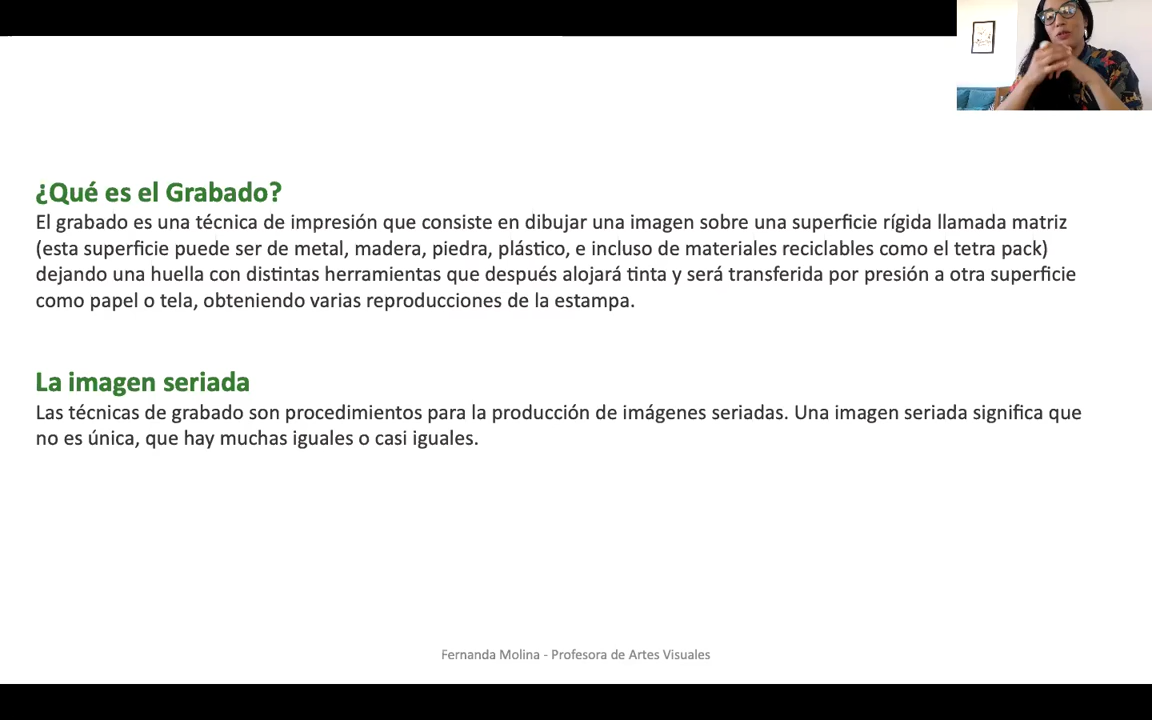 ¿Qué es el Grabado?
El grabado es una técnica de impresión que consiste en dibujar una imagen sobre una superficie rígida llamada matriz
(esta superficie puede ser de metal, madera, piedra, plástico, e incluso de materiales reciclables como el tetra pack)
dejando una huella con distintas herramientas que después alojará tinta y será transferida por presión a otra superficie
como papel o tela, obteniendo varias reproducciones de la estampa.
La imagen seriada
Las técnicas de grabado son procedimientos para la producción de imágenes seriadas. Una imagen seriada significa que
no es única, que hay muchas iguales o casi iguales.
Fernanda Molina - Profesora de Artes Visuales